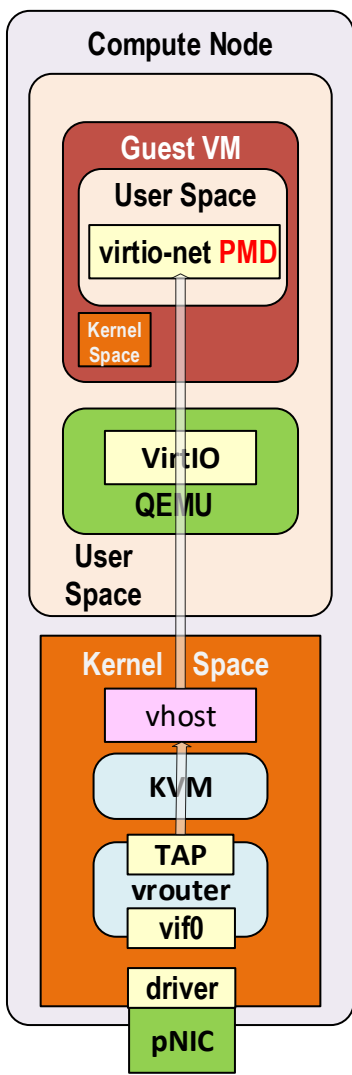 Compute Node
Guest VM
User Space
virtio-net PMD
Kernel
Space
VirtIO
QEMU
User
Space
Kernel Space
vhost
KVM
TAP
vrouter
vif0
driver
pNIC